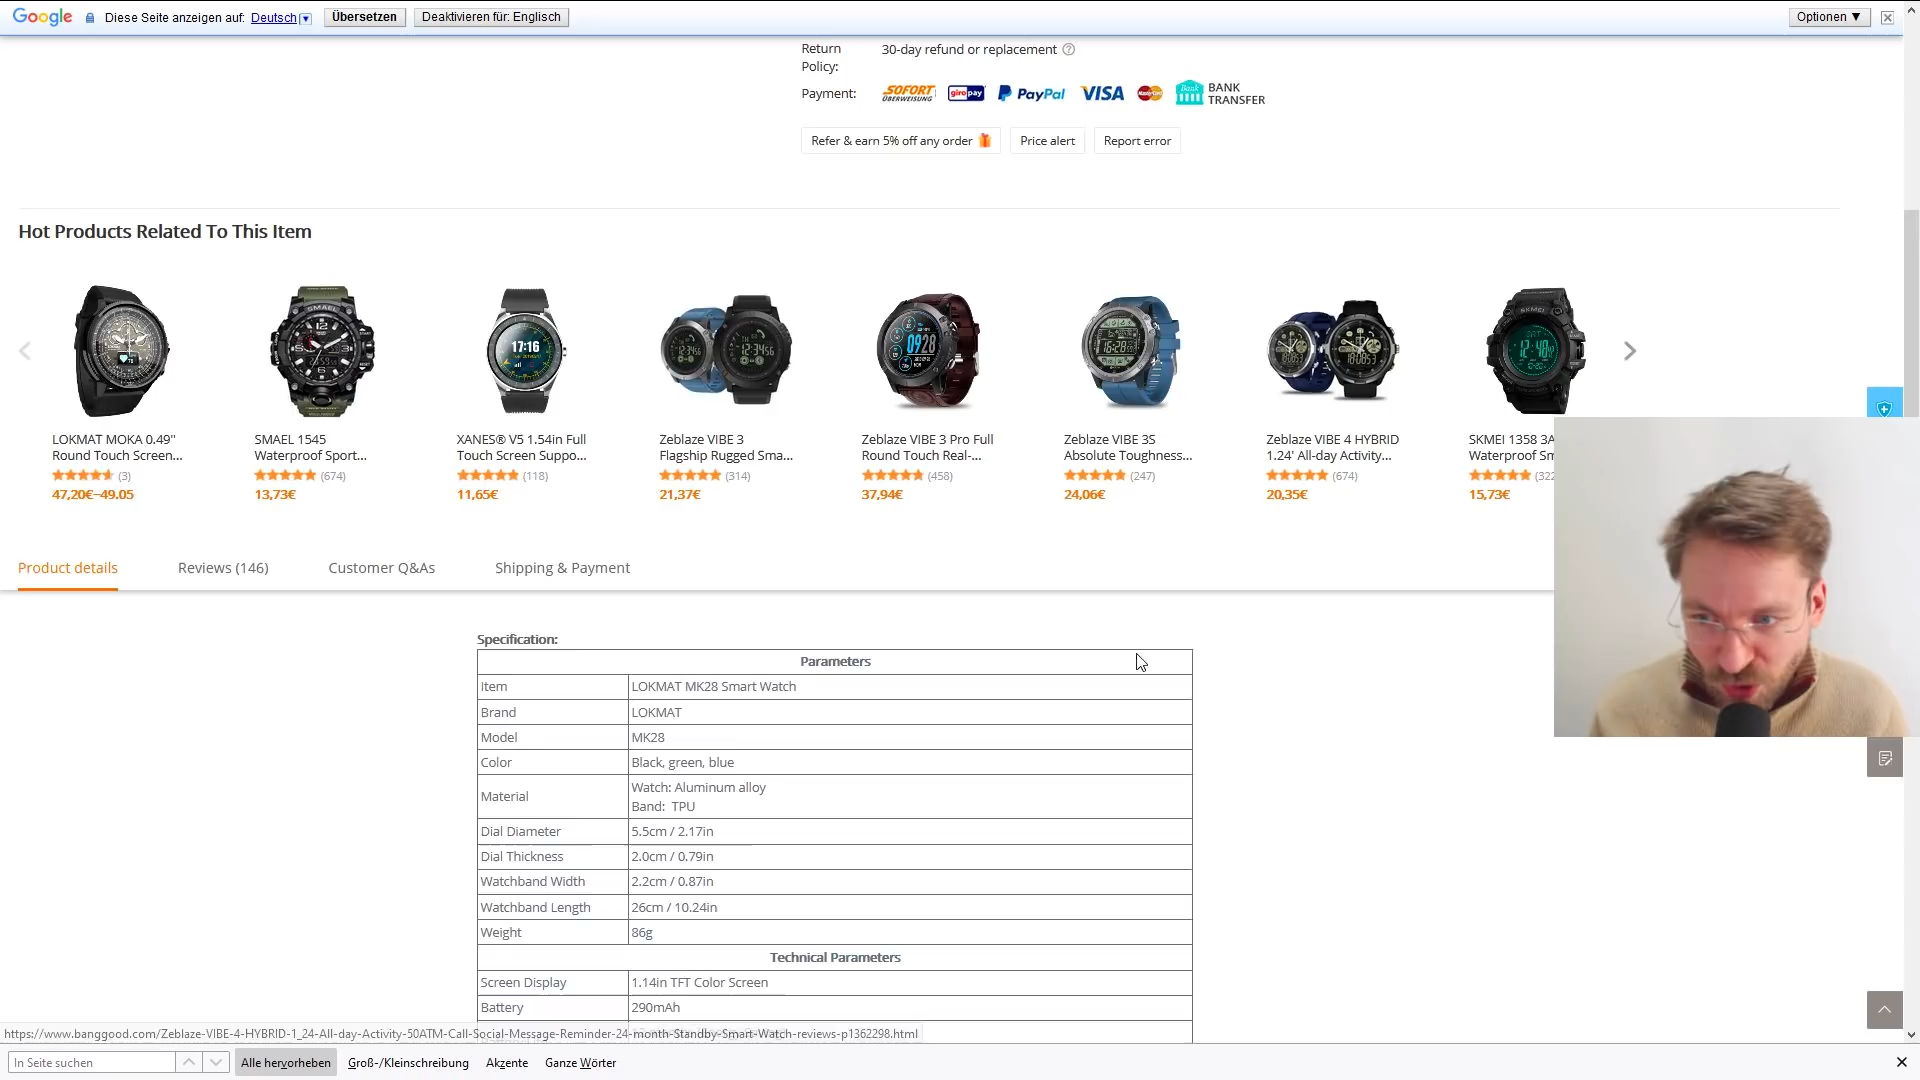 Google Diese Seite anzeigen auf: Deutsch Übersetzen Deaktivieren für: Englisch Optionen ▼
Return Policy: 30-day refund or replacement
Payment: SOFORT ÜBERWEISUNG giropay PayPal VISA MasterCard Bank BANK TRANSFER
Refer & earn 5% off any order Price alert Report error
Hot Products Related To This Item
LOKMAT MOKA 0.49" Round Touch Screen...
(3)
47,20€~49.05
SMAEL 1545 Waterproof Sport...
(674)
13,73€
XANES® V5 1.54in Full Touch Screen Suppo...
(118)
11,65€
Zeblaze VIBE 3 Flagship Rugged Sma...
(314)
21,37€
Zeblaze VIBE 3 Pro Full Round Touch Real-...
(458)
37,94€
Zeblaze VIBE 3S Absolute Toughness...
(247)
24,06€
Zeblaze VIBE 4 HYBRID 1.24' All-day Activity...
(674)
20,35€
SKMEI 1358 3A Waterproof Sm
(322
15,73€
Product details Reviews (146) Customer Q&As Shipping & Payment
Specification:
Parameters
Item LOKMAT MK28 Smart Watch
Brand LOKMAT
Model MK28
Color Black, green, blue
Material Watch: Aluminum alloy
Band: TPU
Dial Diameter 5.5cm / 2.17in
Dial Thickness 2.0cm / 0.79in
Watchband Width 2.2cm / 0.87in
Watchband Length 26cm / 10.24in
Weight 86g
Technical Parameters
Screen Display 1.14in TFT Color Screen
Battery 290mAh
https://www.banggood.com/Zeblaze-VIBE-4-HYBRID-1_24-All-day-Activity-50ATM-Call-Social-Message-Reminder-24-month-Standby-Smart-Watch-reviews-p1362298.html
In Seite suchen Alle hervorheben Groß-/Kleinschreibung Akzente Ganze Wörter